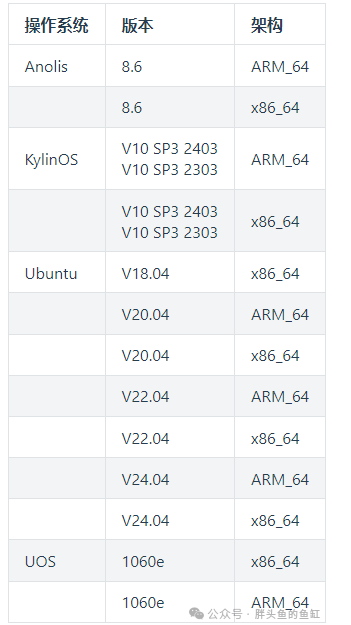 操作系统 版本 架构
Anolis 8.6 ARM_64
8.6 x86_64
KylinOS V10 SP3 2403 ARM_64
V10 SP3 2303
V10 SP3 2403 x86_64
V10 SP3 2303
Ubuntu V18.04 x86_64
V20.04 ARM_64
V20.04 x86_64
V22.04 ARM_64
V22.04 x86_64
V24.04 ARM_64
V24.04 x86_64
UOS 1060e x86_64
1060e ARM_64
公众号 · 胖头鱼的鱼缸